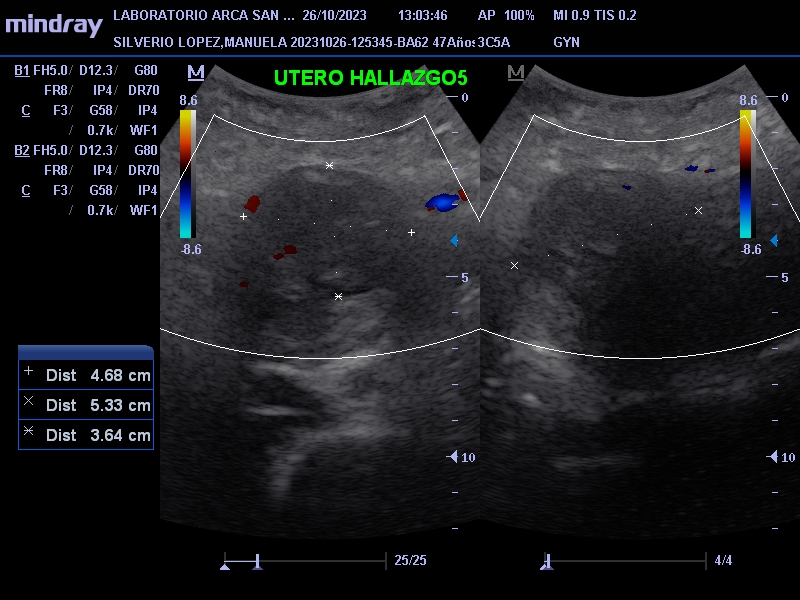 mindray
LABORATORIO ARCA SAN ... 26/10/2023 13:03:46 AP 100% MI 0.9 TIS 0.2
SILVERIO LOPEZ,MANUELA 20231026-125345-BA62 47Años 3C5A GYN
B1 FH5.0/ D12.3/ G80
FR8/ IP4/ DR70
C F3/ G58/ IP4
/ 0.7k/ WF1
B2 FH5.0/ D12.3/ G80
FR8/ IP4/ DR70
C F3/ G58/ IP4
/ 0.7k/ WF1
M
UTERO HALLAZGO5
M
8.6
-8.6
0
5
10
8.6
-8.6
0
5
10
+ Dist 4.68 cm
× Dist 5.33 cm
Dist 3.64 cm
25/25
4/4